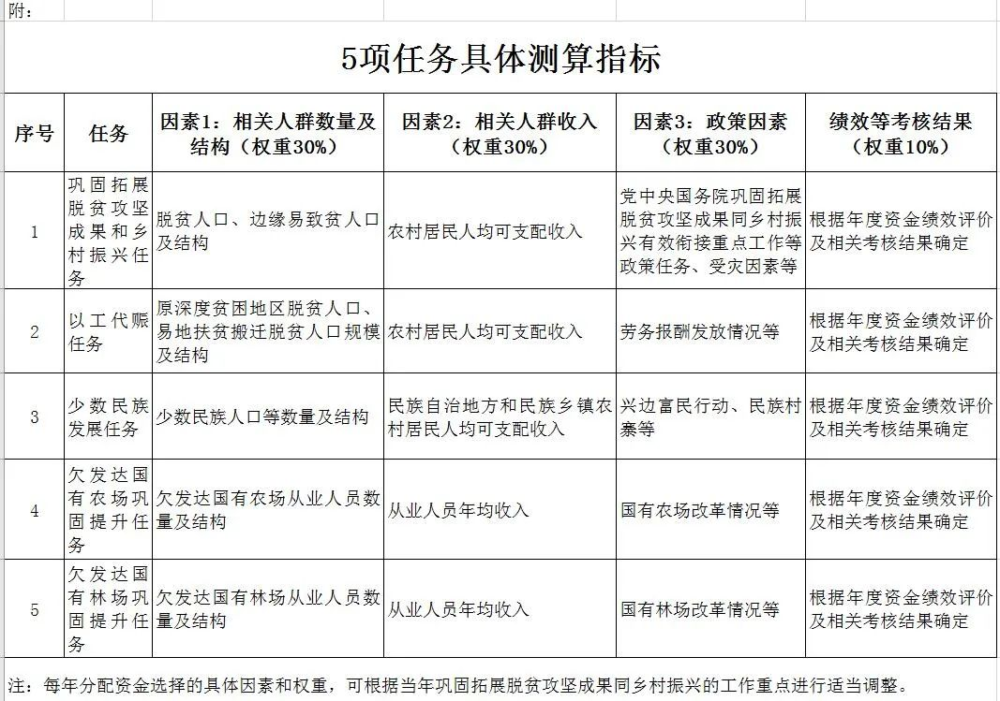 附：
5项任务具体测算指标
序号
任务
因素1：相关人群数量及
结构（权重30%）
因素2：相关人群收入
（权重30%）
因素3：政策因素
（权重30%）
绩效等考核结果
（权重10%）
1
巩固拓展
脱贫攻坚
成果和乡
村振兴任
务
脱贫人口、边缘易致贫人口
及结构
农村居民人均可支配收入
党中央国务院巩固拓展
脱贫攻坚成果同乡村振
兴有效衔接重点工作等
政策任务、受灾因素等
根据年度资金绩效评价
及相关考核结果确定
2
以工代赈
任务
原深度贫困地区脱贫人口、
易地扶贫搬迁脱贫人口规模
及结构
农村居民人均可支配收入
劳务报酬发放情况等
根据年度资金绩效评价
及相关考核结果确定
3
少数民族
发展任务
少数民族人口等数量及结构
民族自治地方和民族乡镇农
村居民人均可支配收入
兴边富民行动、民族村
寨等
根据年度资金绩效评价
及相关考核结果确定
4
欠发达国
有农场巩
固提升任
务
欠发达国有农场从业人员数
量及结构
从业人员年均收入
国有农场改革情况等
根据年度资金绩效评价
及相关考核结果确定
5
欠发达国
有林场巩
固提升任
务
欠发达国有林场从业人员数
量及结构
从业人员年均收入
国有林场改革情况等
根据年度资金绩效评价
及相关考核结果确定
注：每年分配资金选择的具体因素和权重，可根据当年巩固拓展脱贫攻坚成果同乡村振兴的工作重点进行适当调整。